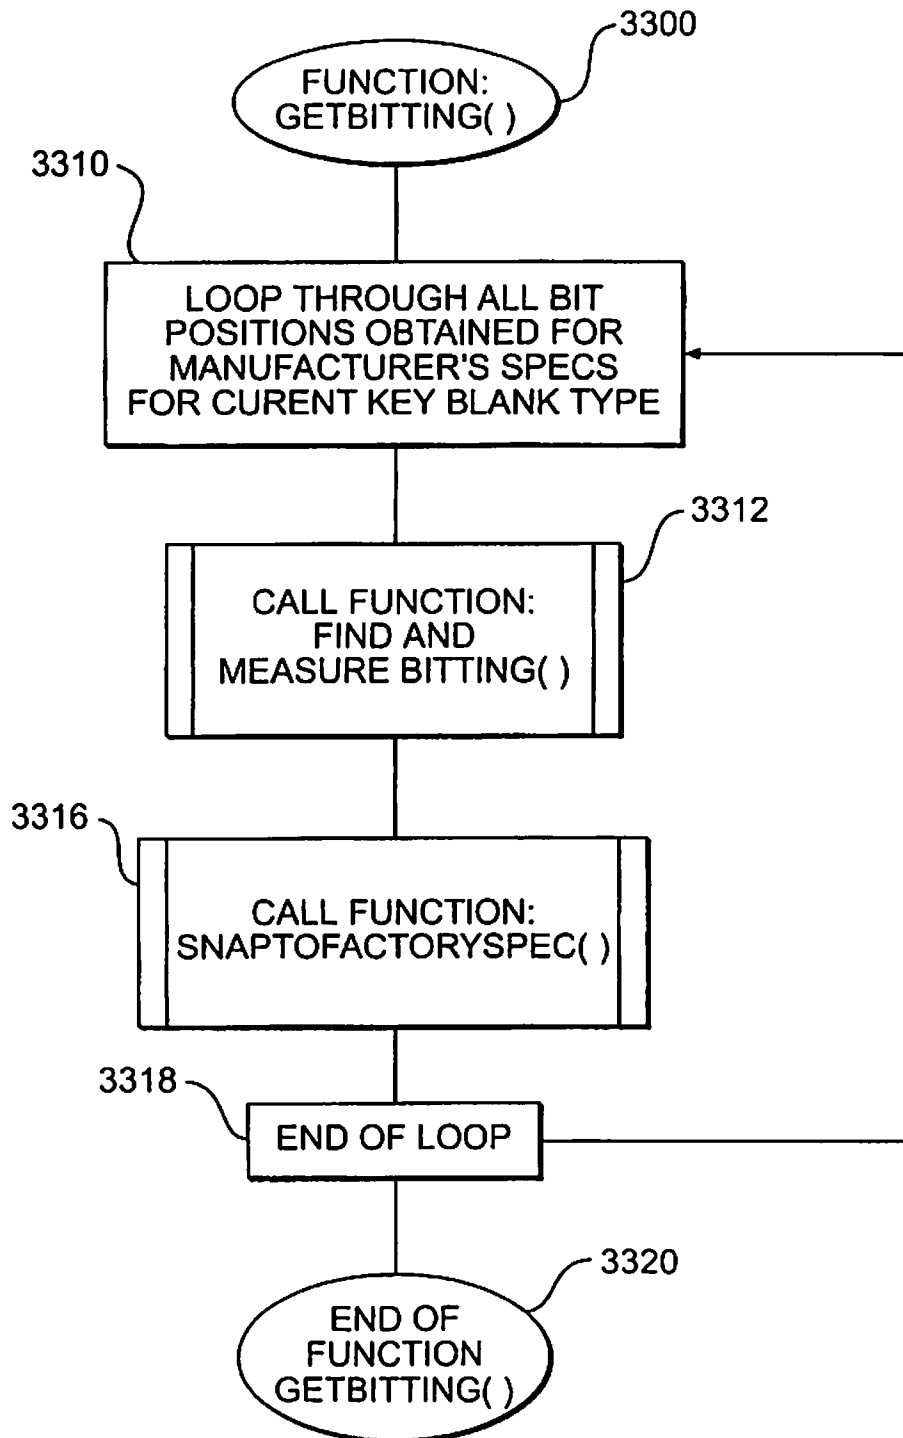 3300
FUNCTION:
GETBITTING( )
3310
LOOP THROUGH ALL BIT
POSITIONS OBTAINED FOR
MANUFACTURER'S SPECS
FOR CURENT KEY BLANK TYPE
3312
CALL FUNCTION:
FIND AND
MEASURE BITTING( )
3316
CALL FUNCTION:
SNAPTOFACTORYSPEC( )
3318
END OF LOOP
3320
END OF
FUNCTION
GETBITTING( )